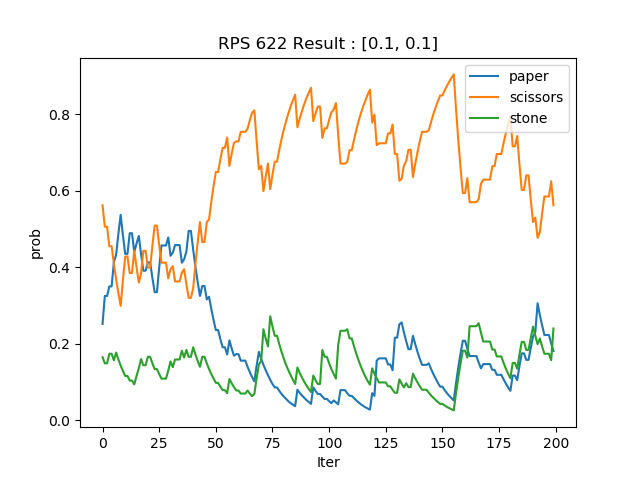 RPS 622 Result : [0.1, 0.1]
paper
scissors
stone
prob
0.8
0.6
0.4
0.2
0.0
0 25 50 75 100 125 150 175 200
Iter